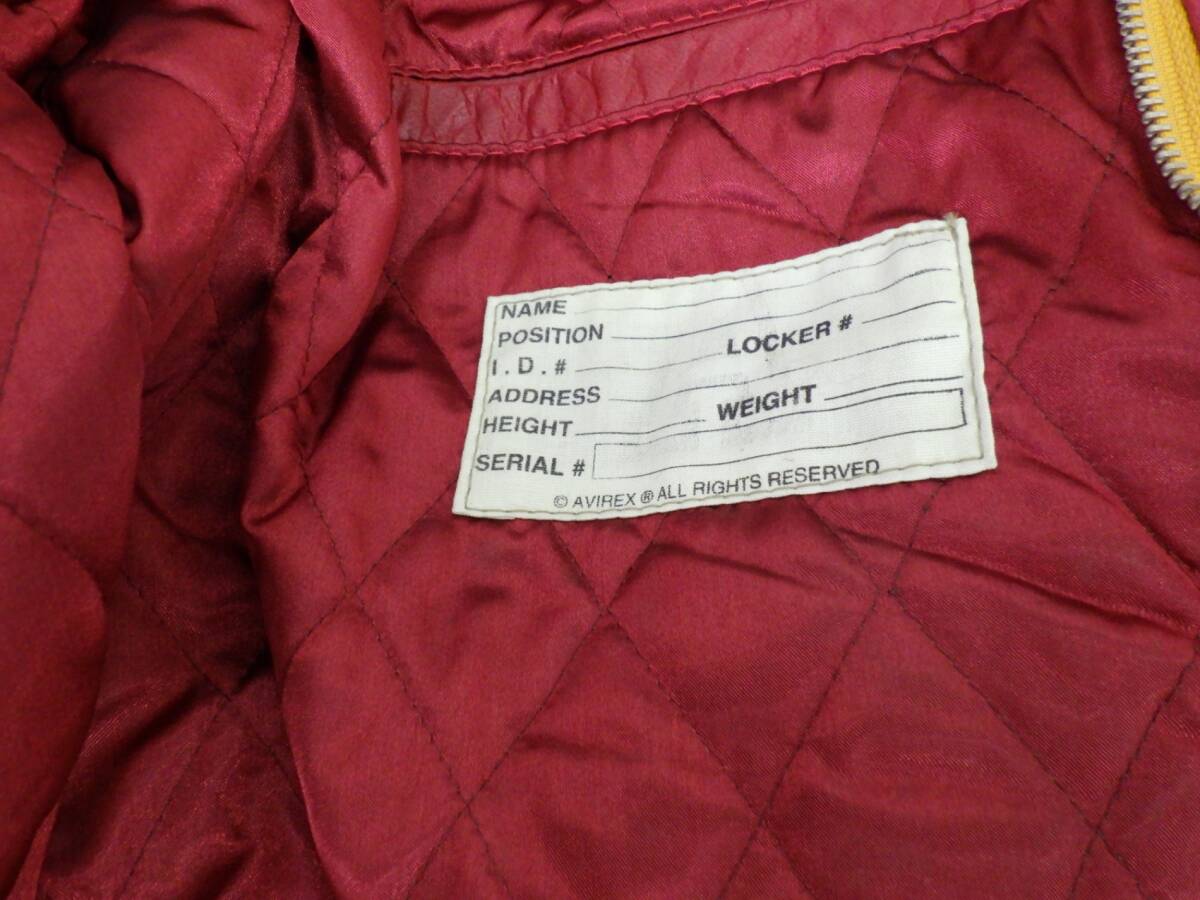 NAME
POSITION LOCKER #
I.D.#
ADDRESS
HEIGHT WEIGHT
SERIAL #
© AVIREX ® ALL RIGHTS RESERVED